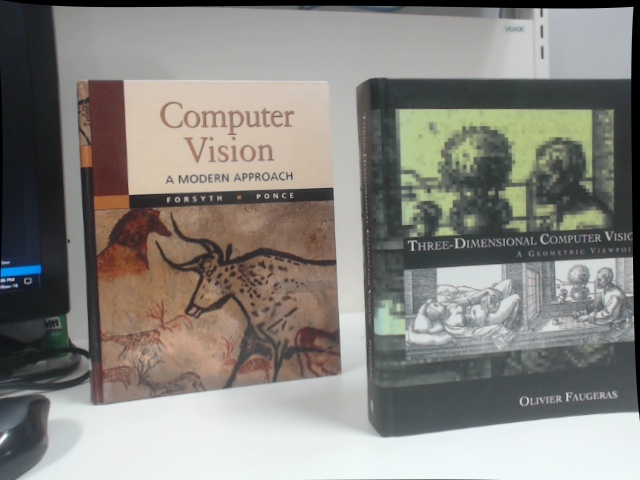 Computer
Vision
A MODERN APPROACH
FORSYTH PONCE
THREE-DIMENSIONAL COMPUTER VISIO
A GEOMETRIC VIEWPOI
OLIVIER FAUGERAS